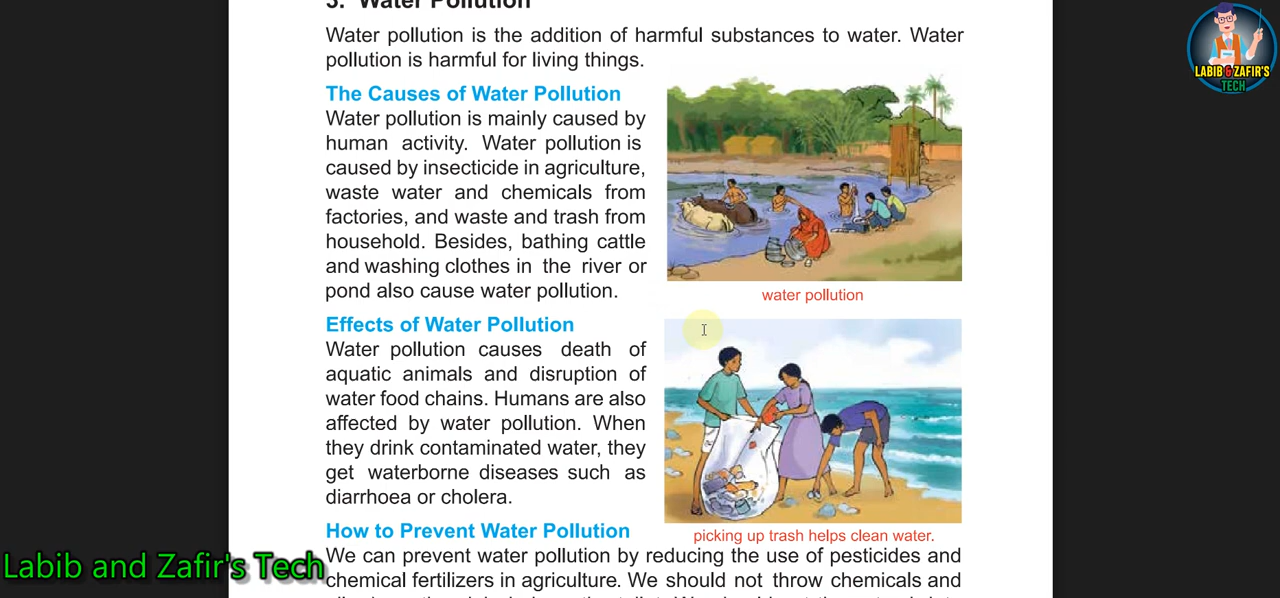 3. Water Pollution
Water pollution is the addition of harmful substances to water. Water
pollution is harmful for living things.
The Causes of Water Pollution
Water pollution is mainly caused by
human activity. Water pollution is
caused by insecticide in agriculture,
waste water and chemicals from
factories, and waste and trash from
household. Besides, bathing cattle
and washing clothes in the river or
pond also cause water pollution.
water pollution
Effects of Water Pollution
Water pollution causes death of
aquatic animals and disruption of
water food chains. Humans are also
affected by water pollution. When
they drink contaminated water, they
get waterborne diseases such as
diarrhoea or cholera.
picking up trash helps clean water.
How to Prevent Water Pollution
We can prevent water pollution by reducing the use of pesticides and
chemical fertilizers in agriculture. We should not throw chemicals and
LABIB & ZAFIR'S
TECH
Labib and Zafir's Tech